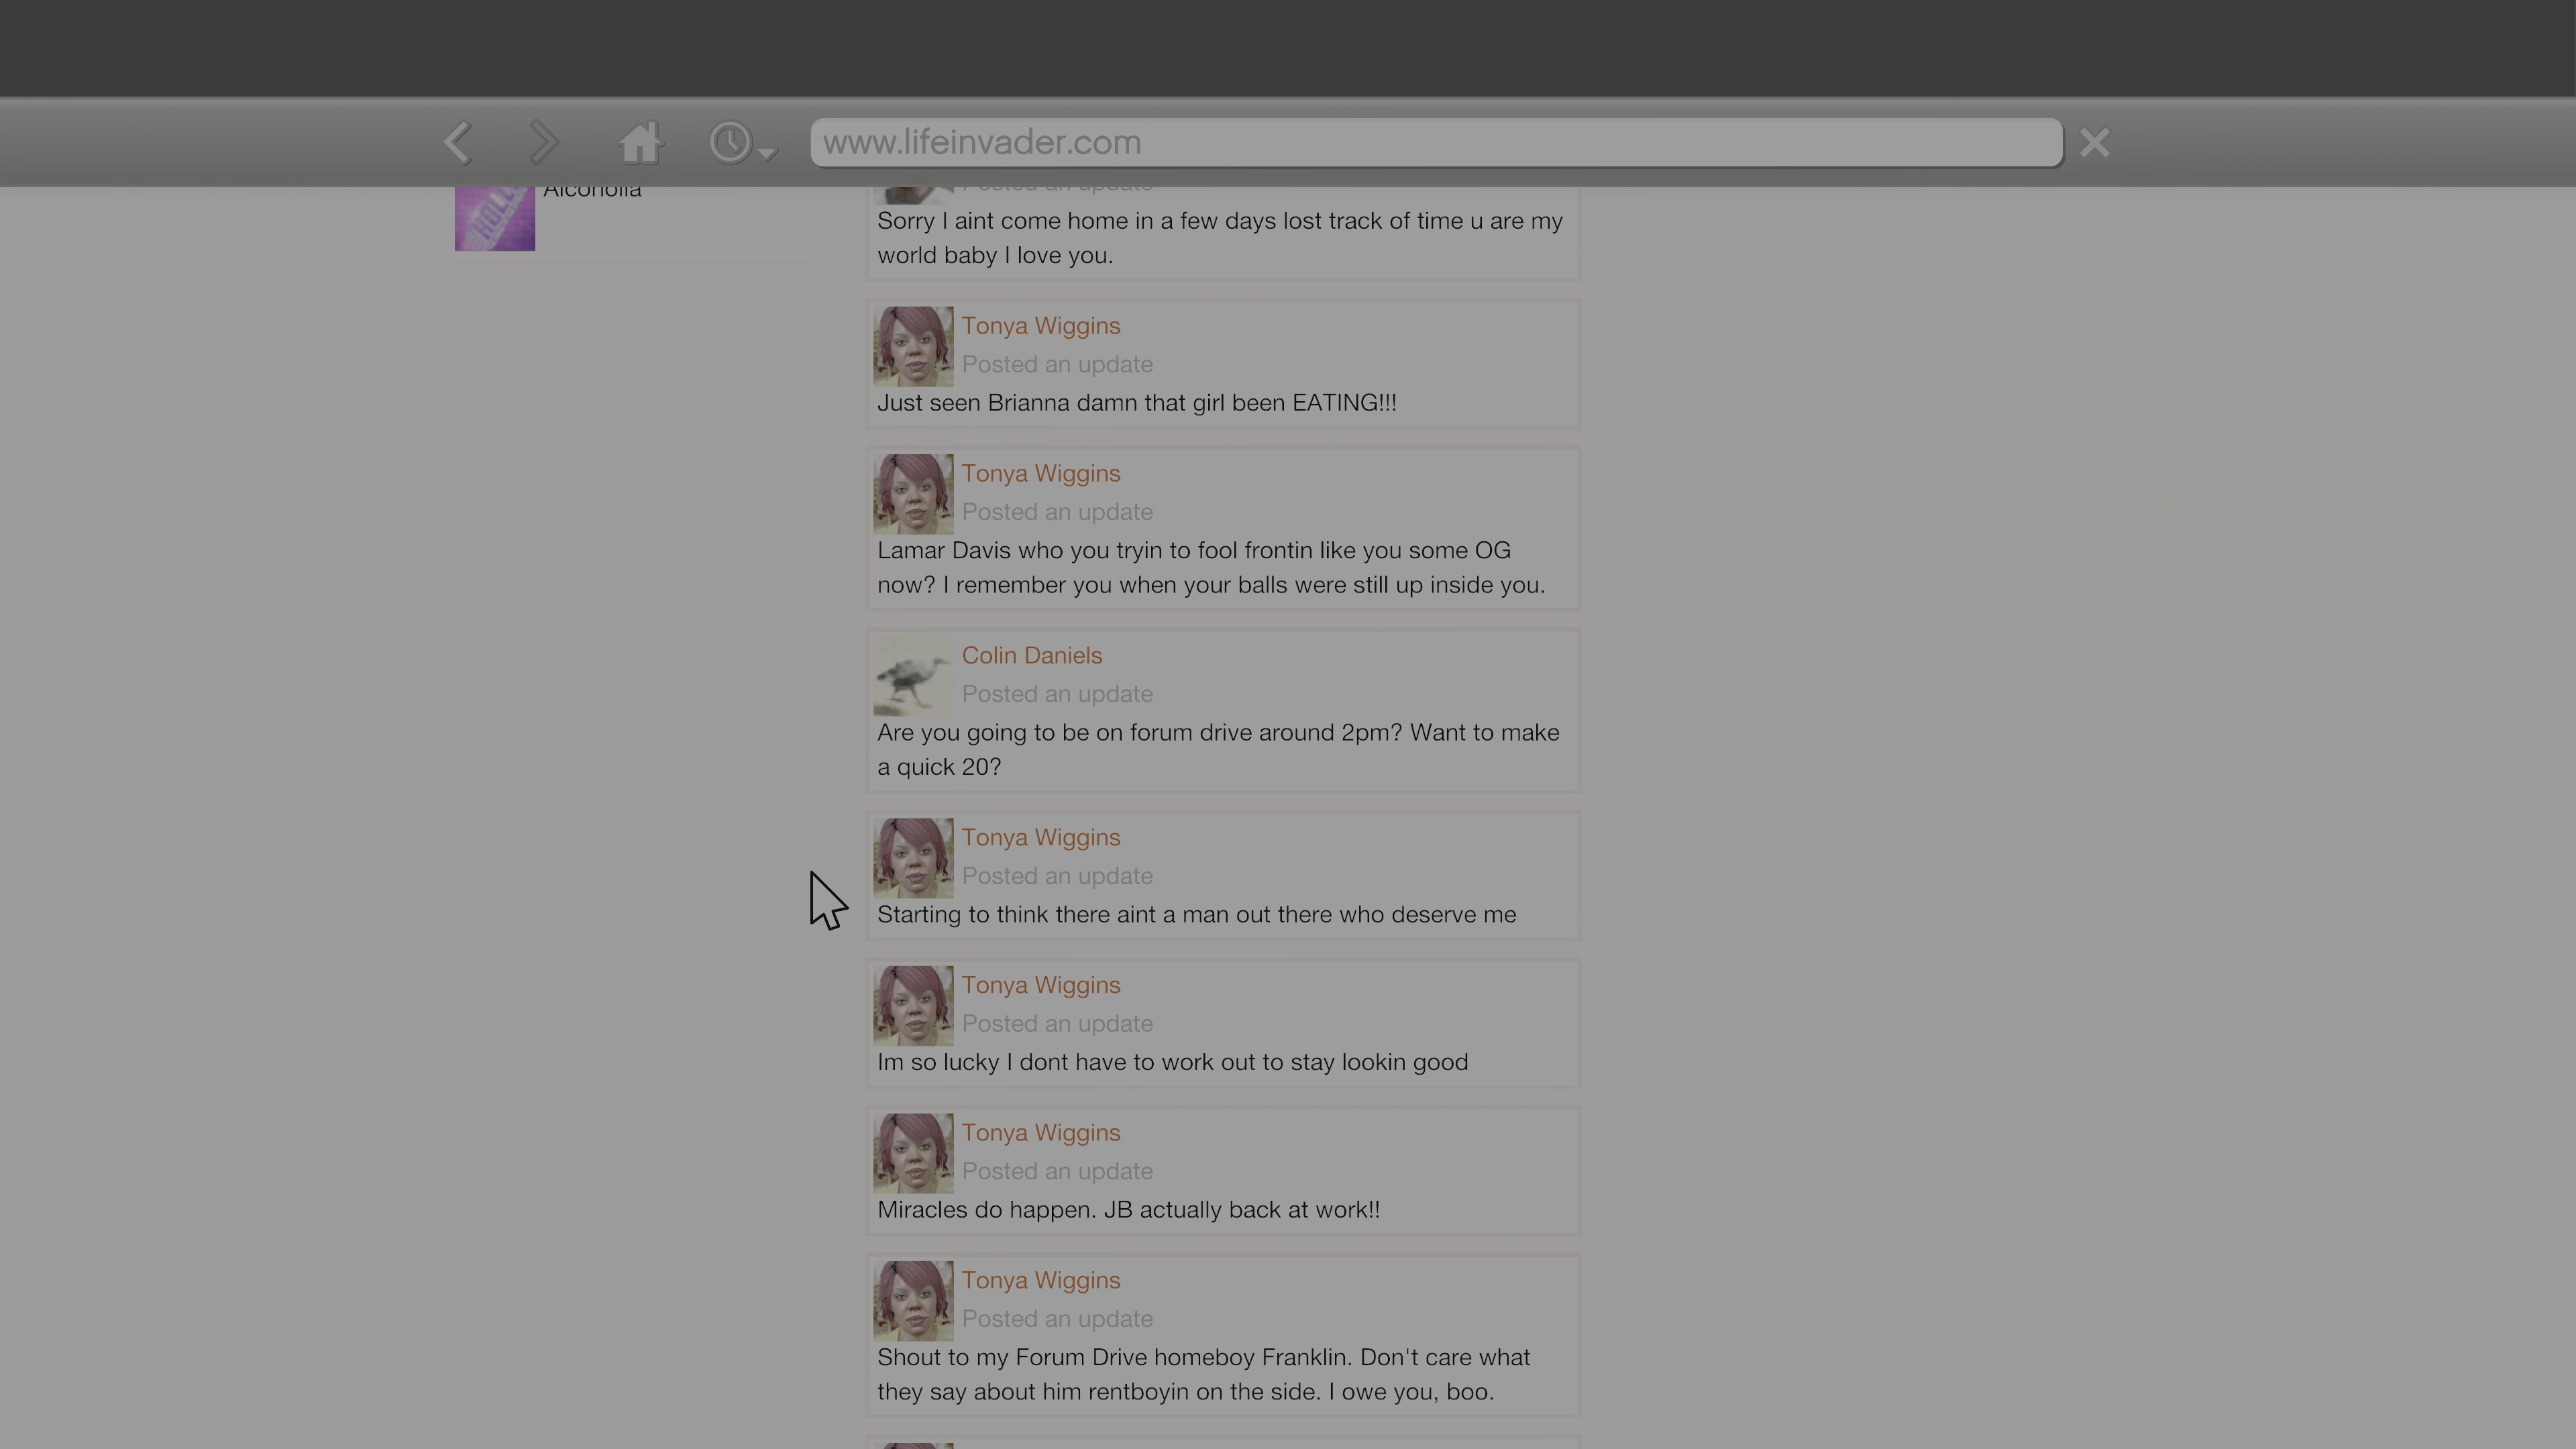 www.lifeinvader.com
Alcoholia
Posted an update
Sorry I aint come home in a few days lost track of time u are my
world baby I love you.
Tonya Wiggins
Posted an update
Just seen Brianna damn that girl been EATING!!!
Tonya Wiggins
Posted an update
Lamar Davis who you tryin to fool frontin like you some OG
now? I remember you when your balls were still up inside you.
Colin Daniels
Posted an update
Are you going to be on forum drive around 2pm? Want to make
a quick 20?
Tonya Wiggins
Posted an update
Starting to think there aint a man out there who deserve me
Tonya Wiggins
Posted an update
Im so lucky I dont have to work out to stay lookin good
Tonya Wiggins
Posted an update
Miracles do happen. JB actually back at work!!
Tonya Wiggins
Posted an update
Shout to my Forum Drive homeboy Franklin. Don't care what
they say about him rentboyin on the side. I owe you, boo.